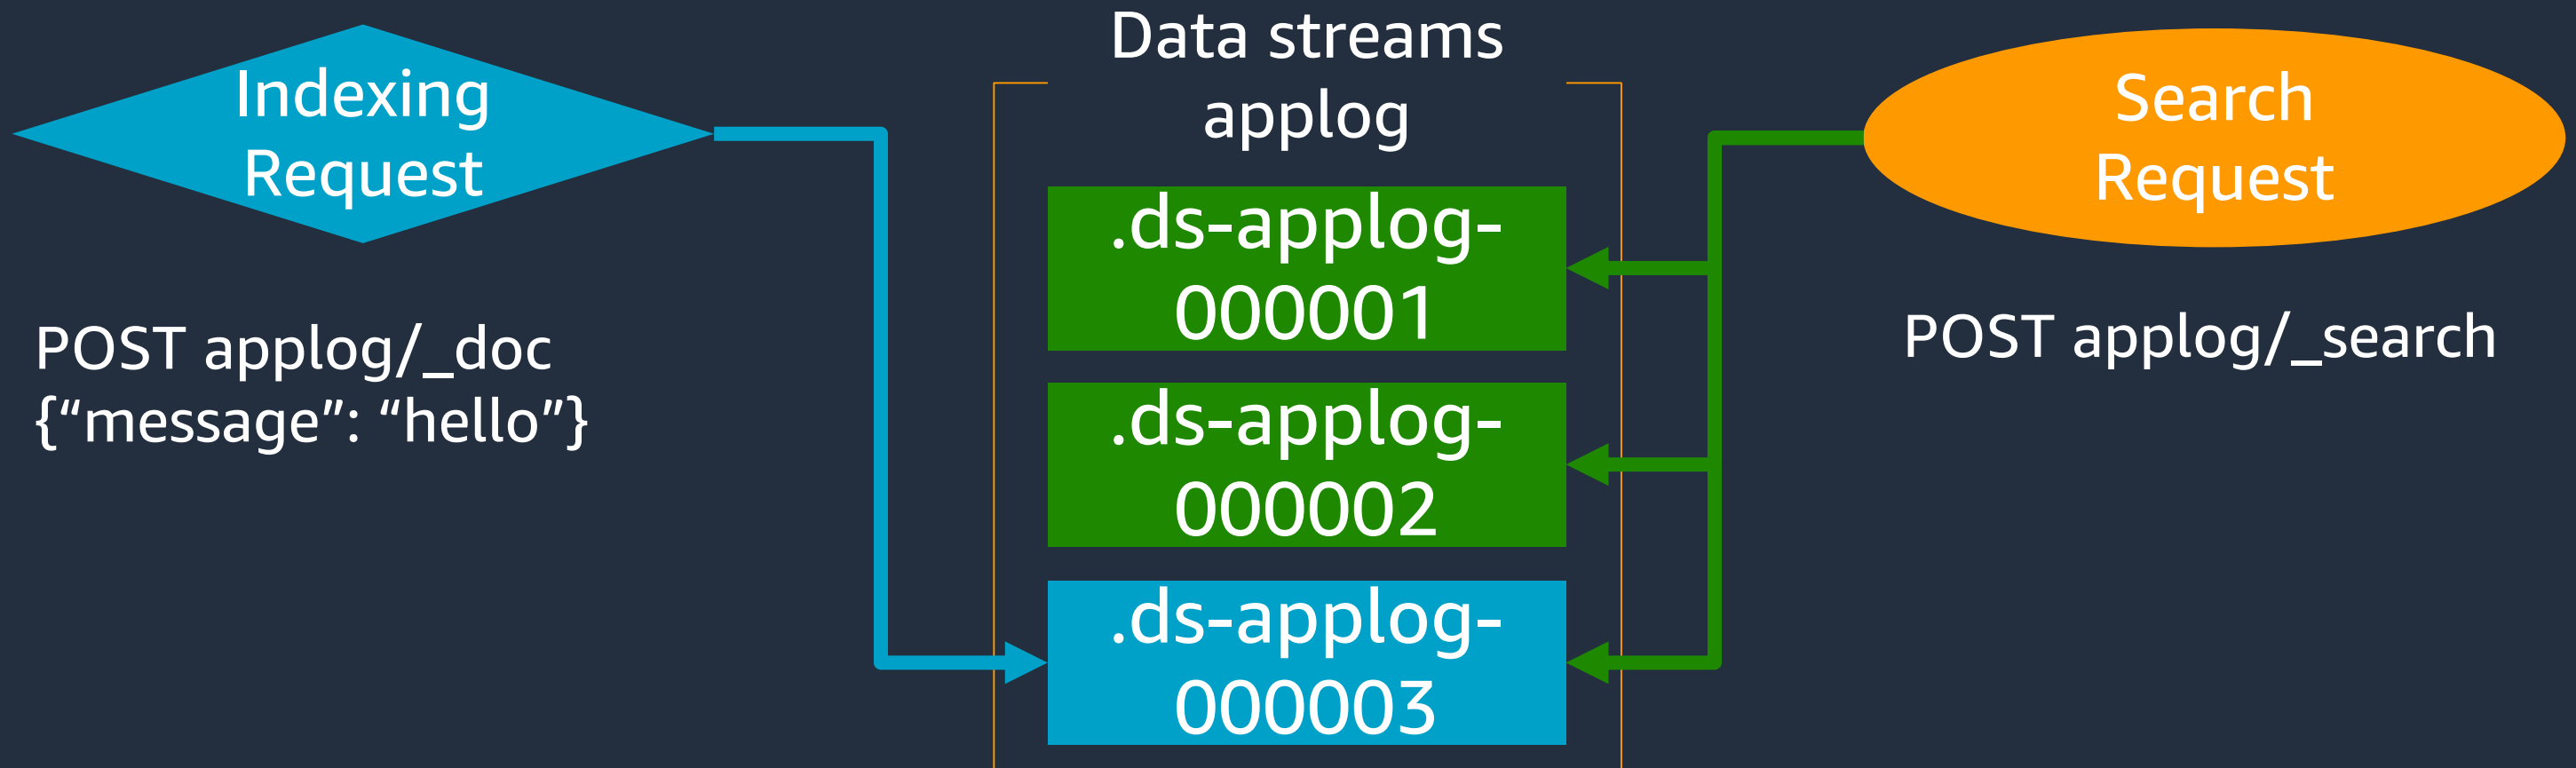 Indexing
Request
POST applog/_doc
{“message”: “hello”}
Data streams
applog
.ds-applog-
000001
.ds-applog-
000002
.ds-applog-
000003
Search
Request
POST applog/_search